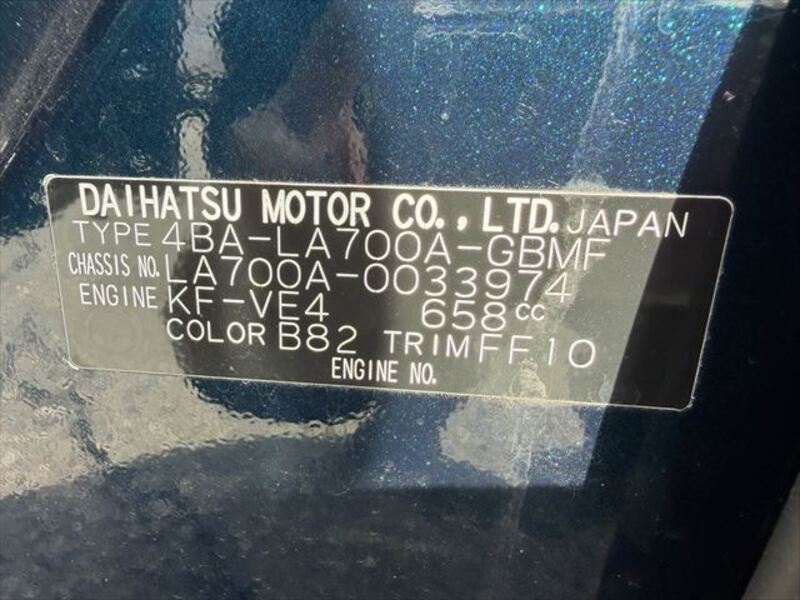 DAIHATSU MOTOR CO., LTD. JAPAN
TYPE 4BA-LA700A-GBMF
CHASSIS NO. LA700A-0033974
ENGINE KF-VE4 658cc
COLOR B82 TRIM FF10
ENGINE NO.